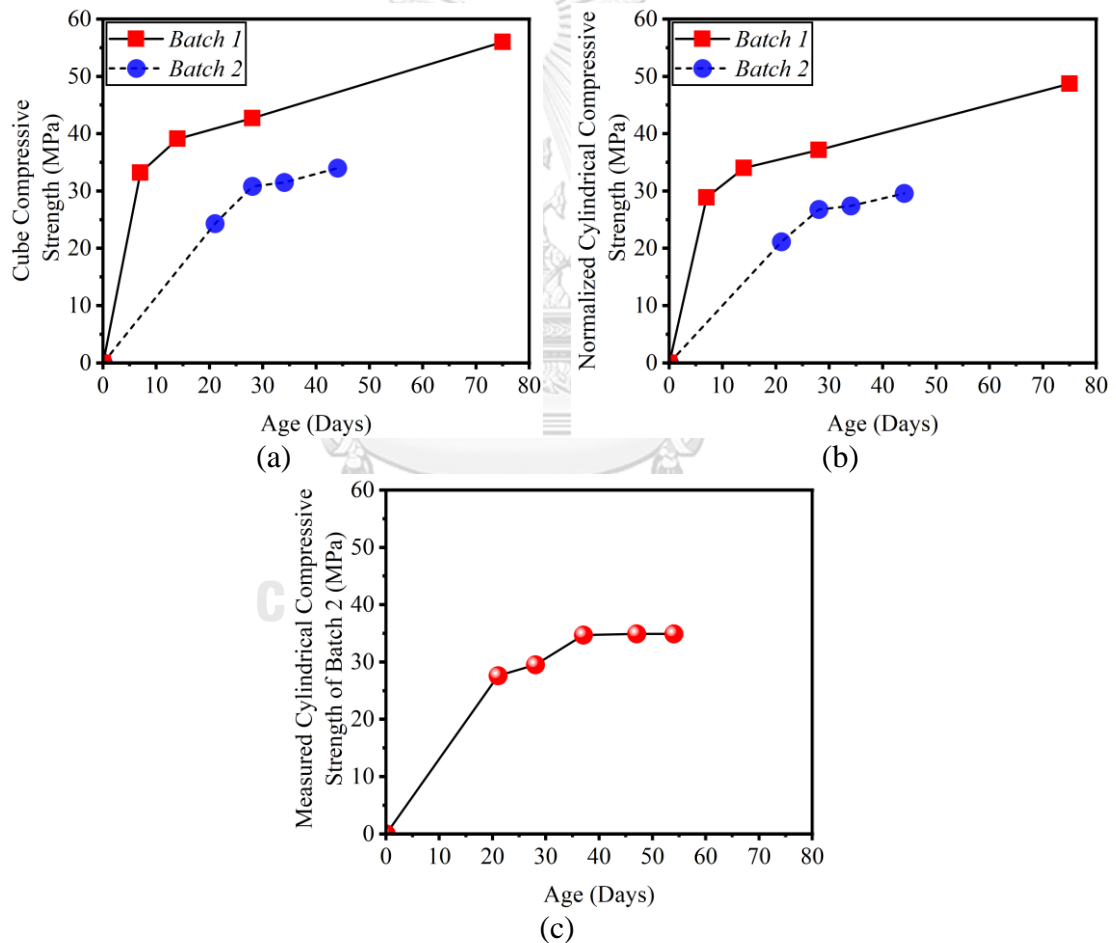 60
50
40
30
20
10
0
Cube Compressive
Strength (MPa)
Batch 1
Batch 2
0 10 20 30 40 50 60 70 80
Age (Days)
(a)
60
50
40
30
20
10
0
Normalized Cylindrical Compressive
Strength (MPa)
Batch 1
Batch 2
0 10 20 30 40 50 60 70 80
Age (Days)
(b)
60
50
40
30
20
10
0
Measured Cylindrical Compressive
Strength of Batch 2 (MPa)
0 10 20 30 40 50 60 70 80
Age (Days)
(c)